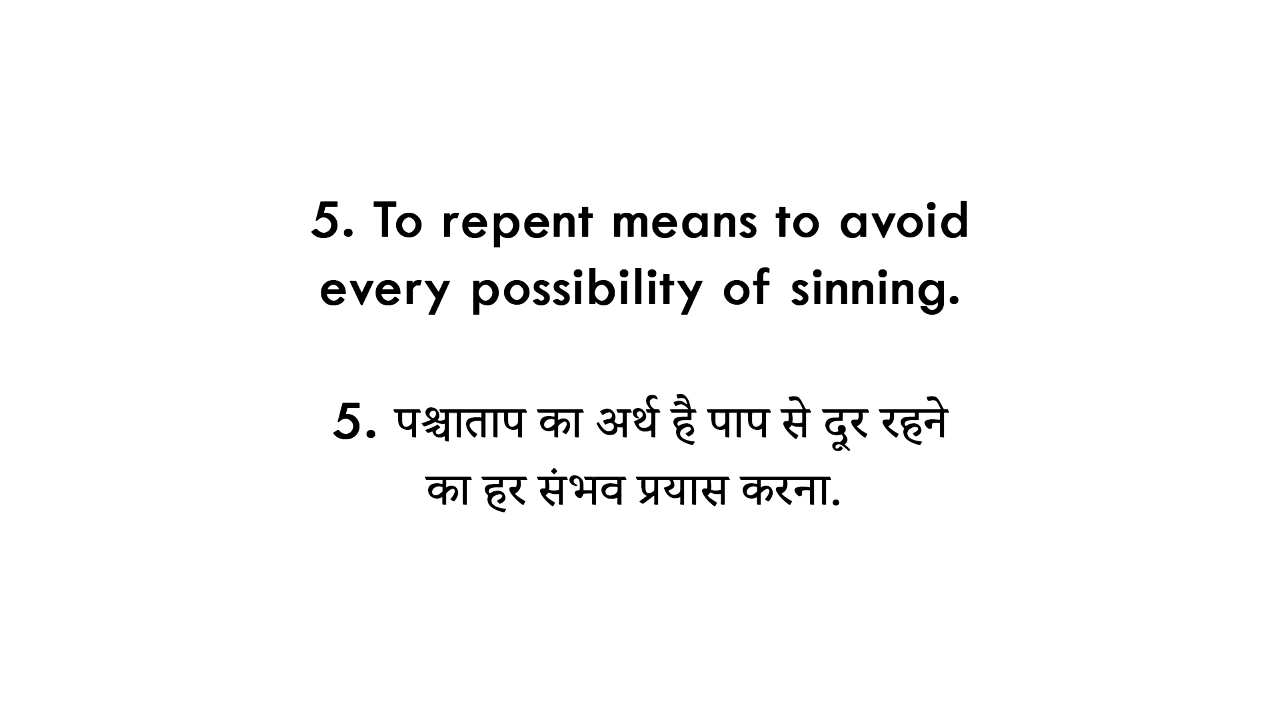 5. To repent means to avoid
every possibility of sinning.
5. पश्चाताप का अर्थ है पाप से दूर रहने
का हर संभव प्रयास करना.